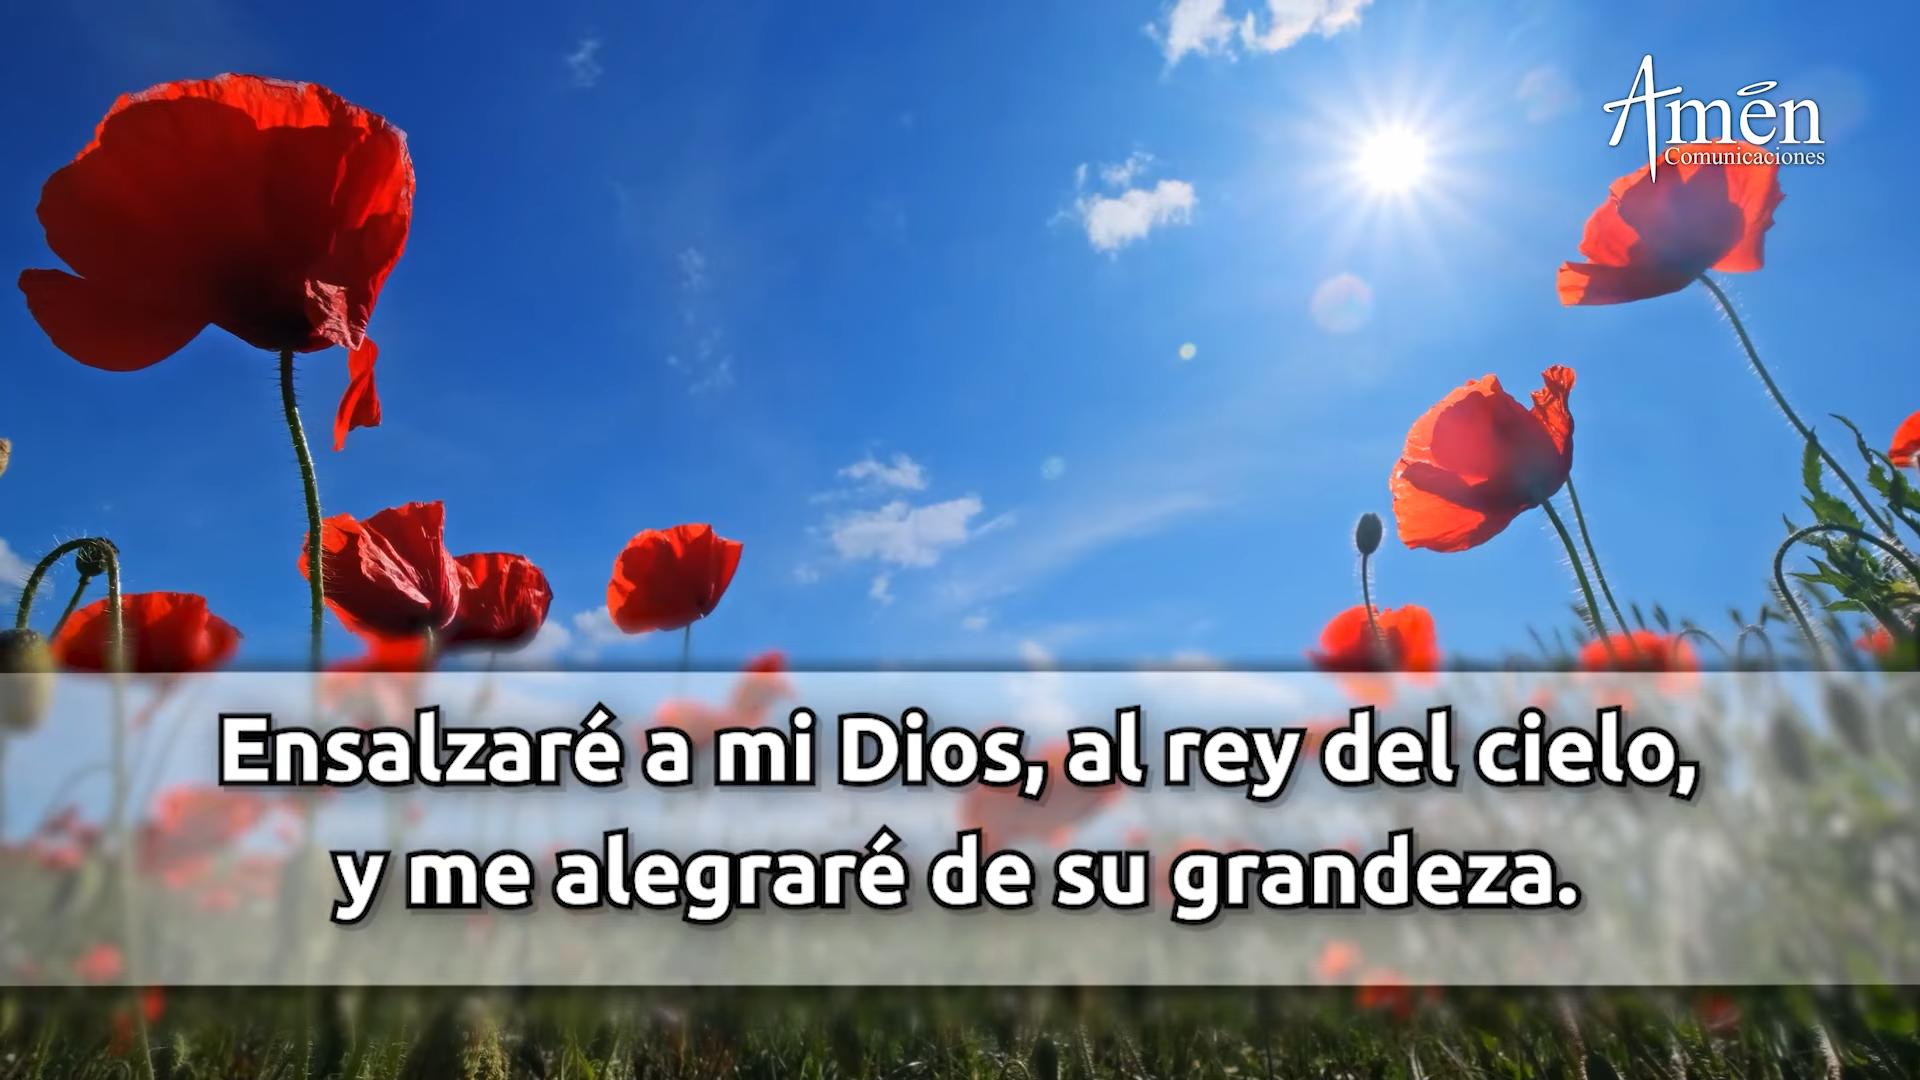 Amén
Comunicaciones
Ensalzaré a mi Dios, al rey del cielo,
y me alegraré de su grandeza.